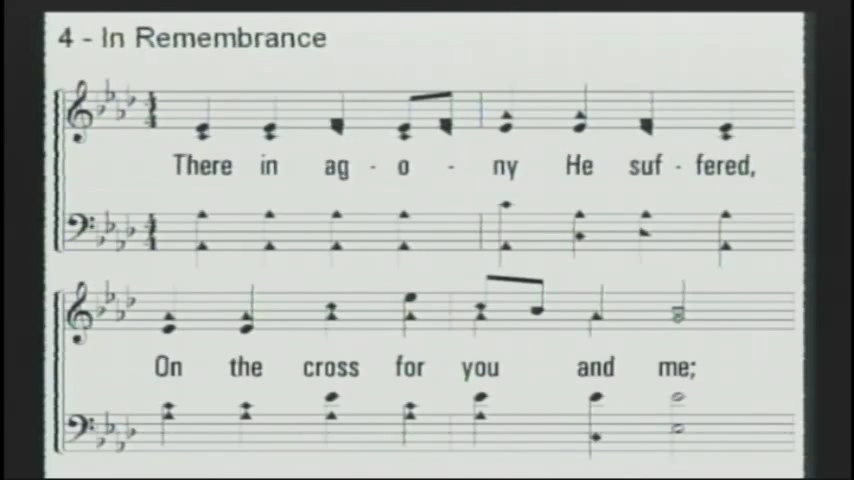 4 - In Remembrance
There in ag - o - ny He suf - fered,
On the cross for you and me;